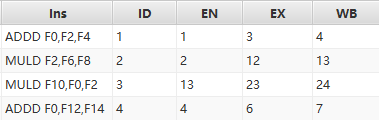 Ins ID EN EX WB
ADDD F0,F2,F4 1 1 3 4
MULD F2,F6,F8 2 2 12 13
MULD F10,F0,F2 3 13 23 24
ADDD F0,F12,F14 4 4 6 7